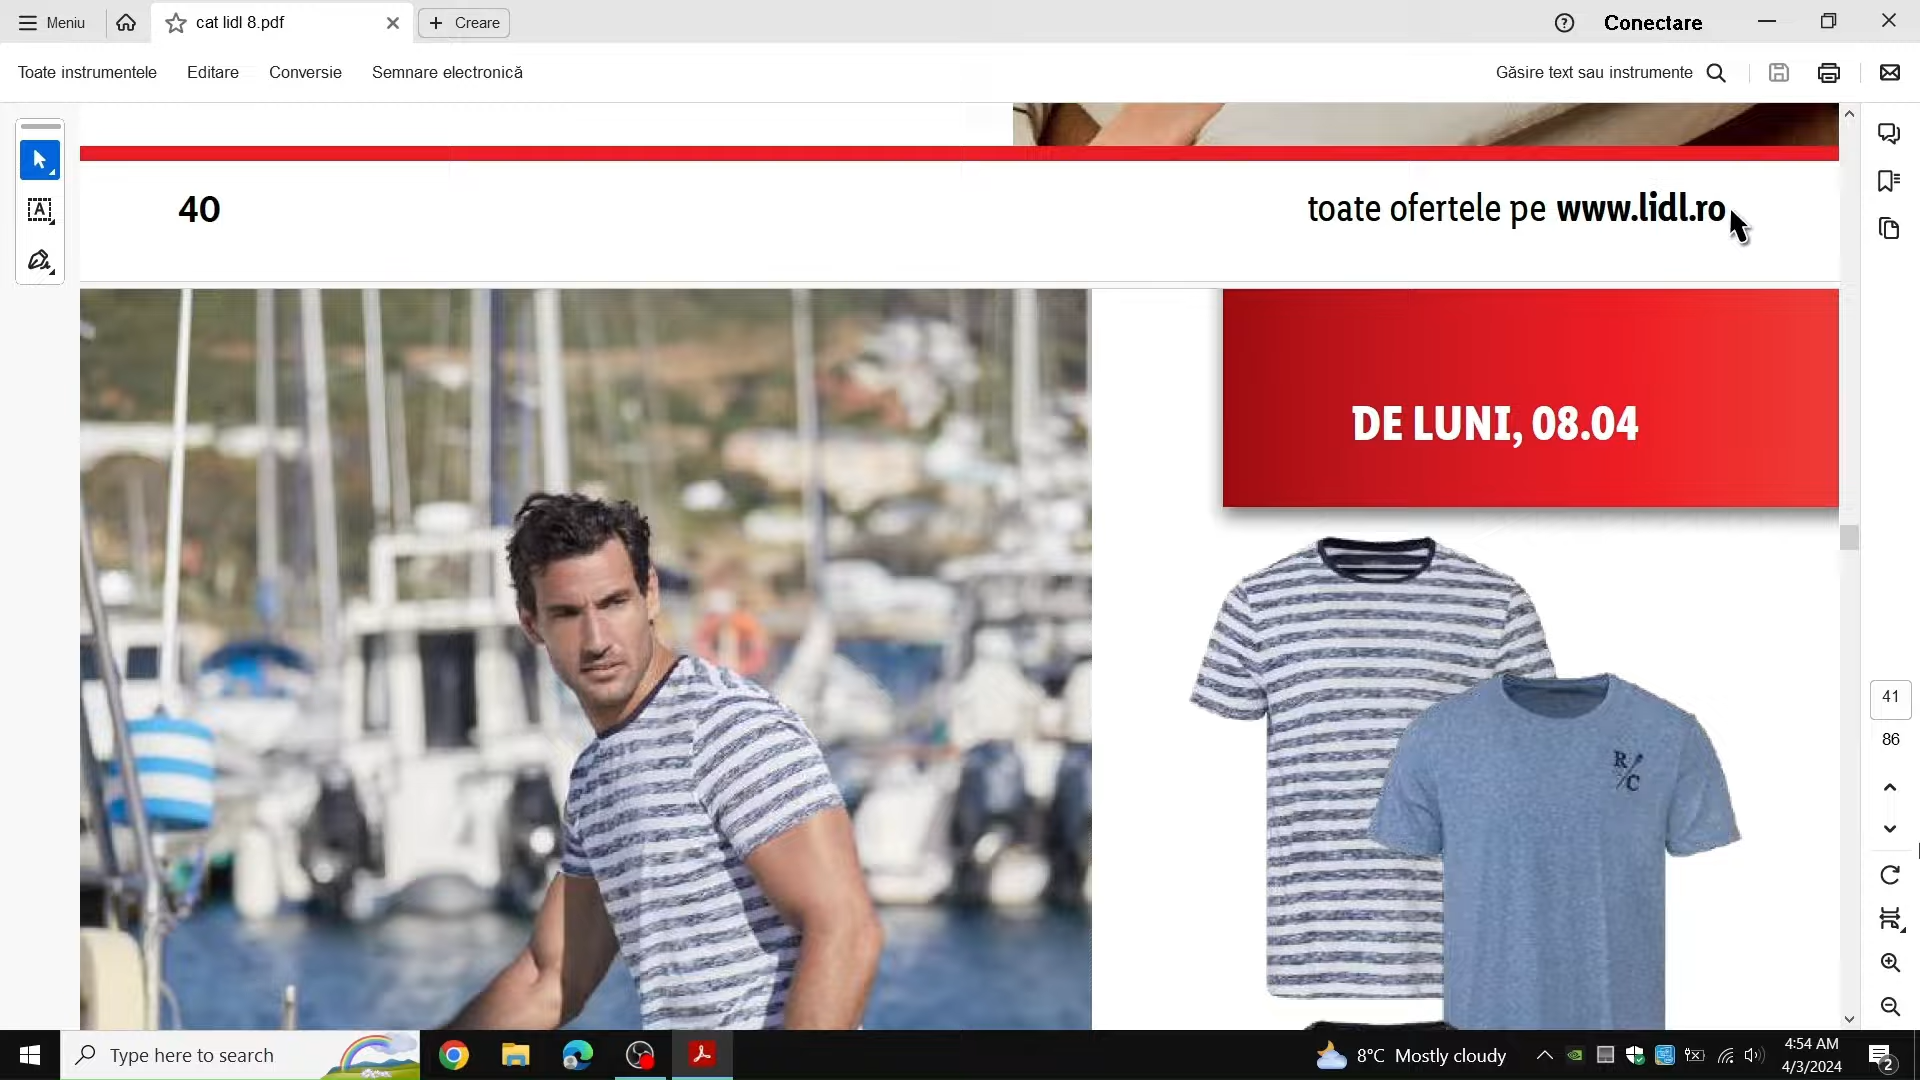 Meniu
cat lidl 8.pdf
Creare
Conectare
Toate instrumentele
Editare
Conversie
Semnare electronică
Găsire text sau instrumente
40
toate ofertele pe www.lidl.ro
DE LUNI, 08.04
R
C
41
86
Type here to search
8°C Mostly cloudy
4:54 AM
4/3/2024
2